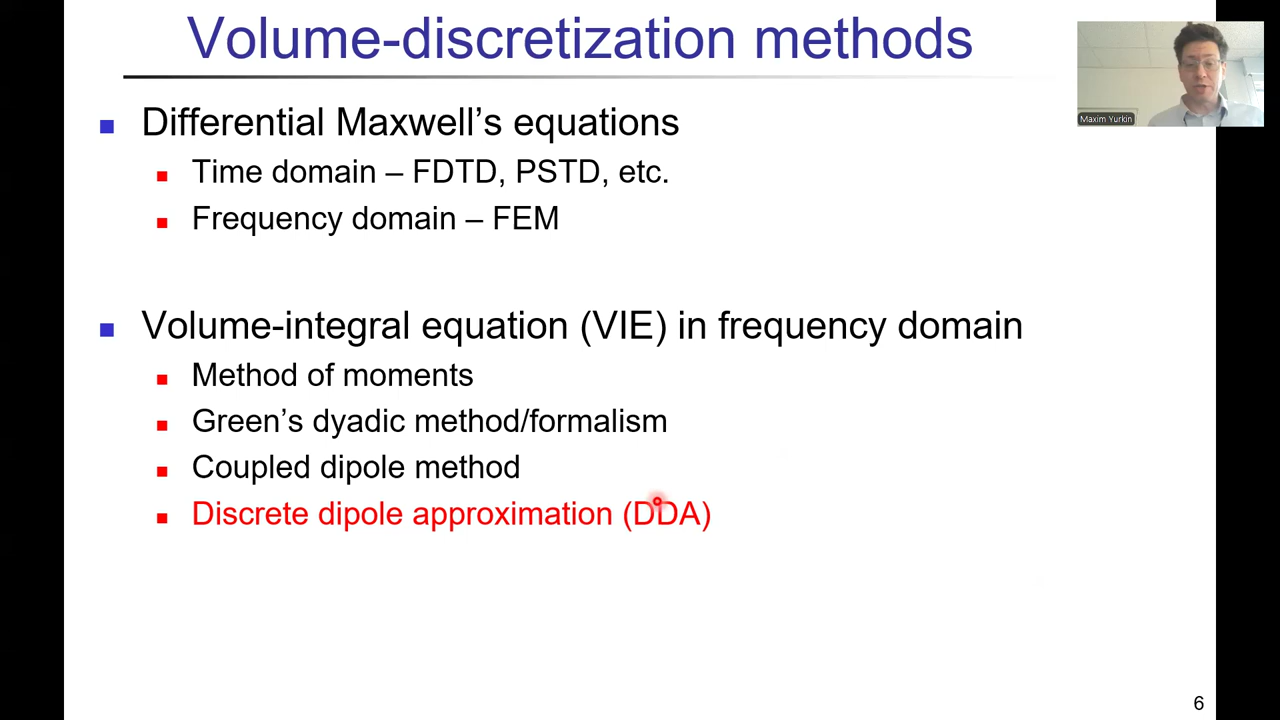 Volume-discretization methods
Maxim Yurkin
Differential Maxwell's equations
Time domain – FDTD, PSTD, etc.
Frequency domain – FEM
Volume-integral equation (VIE) in frequency domain
Method of moments
Green's dyadic method/formalism
Coupled dipole method
Discrete dipole approximation (DDA)
6